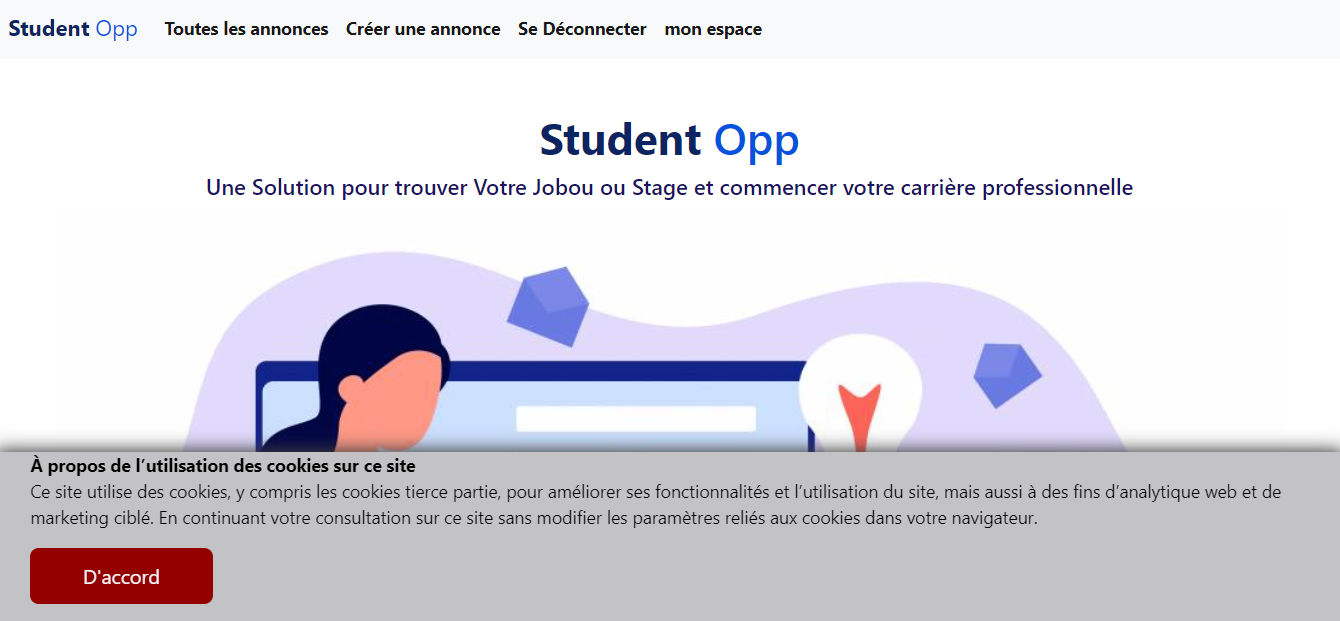 Student Opp Toutes les annonces Créer une annonce Se Déconnecter mon espace
Student Opp
Une Solution pour trouver Votre Jobou ou Stage et commencer votre carrière professionnelle
À propos de l’utilisation des cookies sur ce site
Ce site utilise des cookies, y compris les cookies tierce partie, pour améliorer ses fonctionnalités et l’utilisation du site, mais aussi à des fins d’analytique web et de
marketing ciblé. En continuant votre consultation sur ce site sans modifier les paramètres reliés aux cookies dans votre navigateur.
D'accord